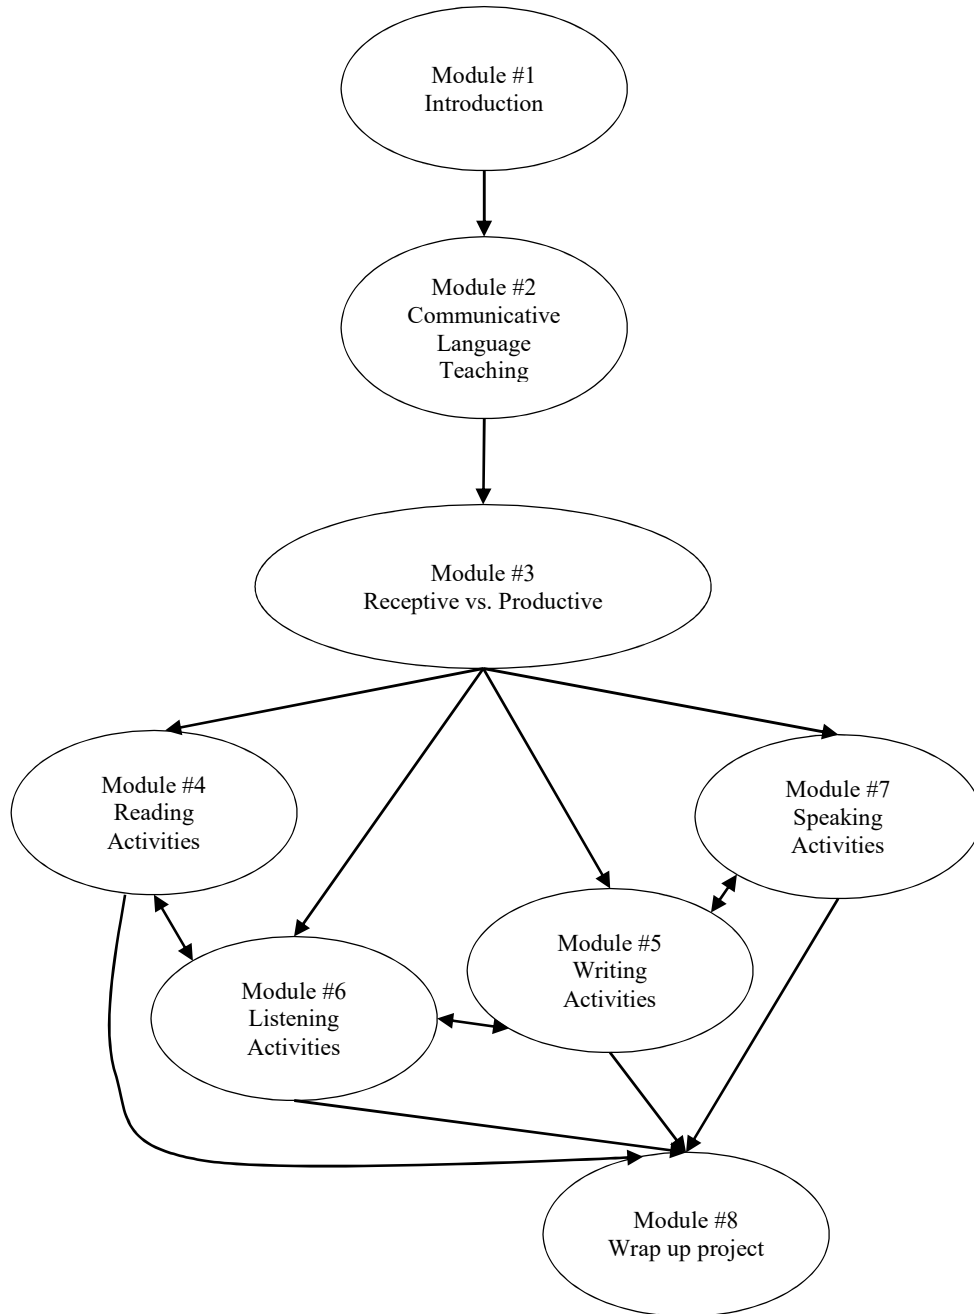 Module #1
Introduction
Module #2
Communicative
Language
Teaching
Module #3
Receptive vs. Productive
Module #4
Reading
Activities
Module #7
Speaking
Activities
Module #6
Listening
Activities
Module #5
Writing
Activities
Module #8
Wrap up project